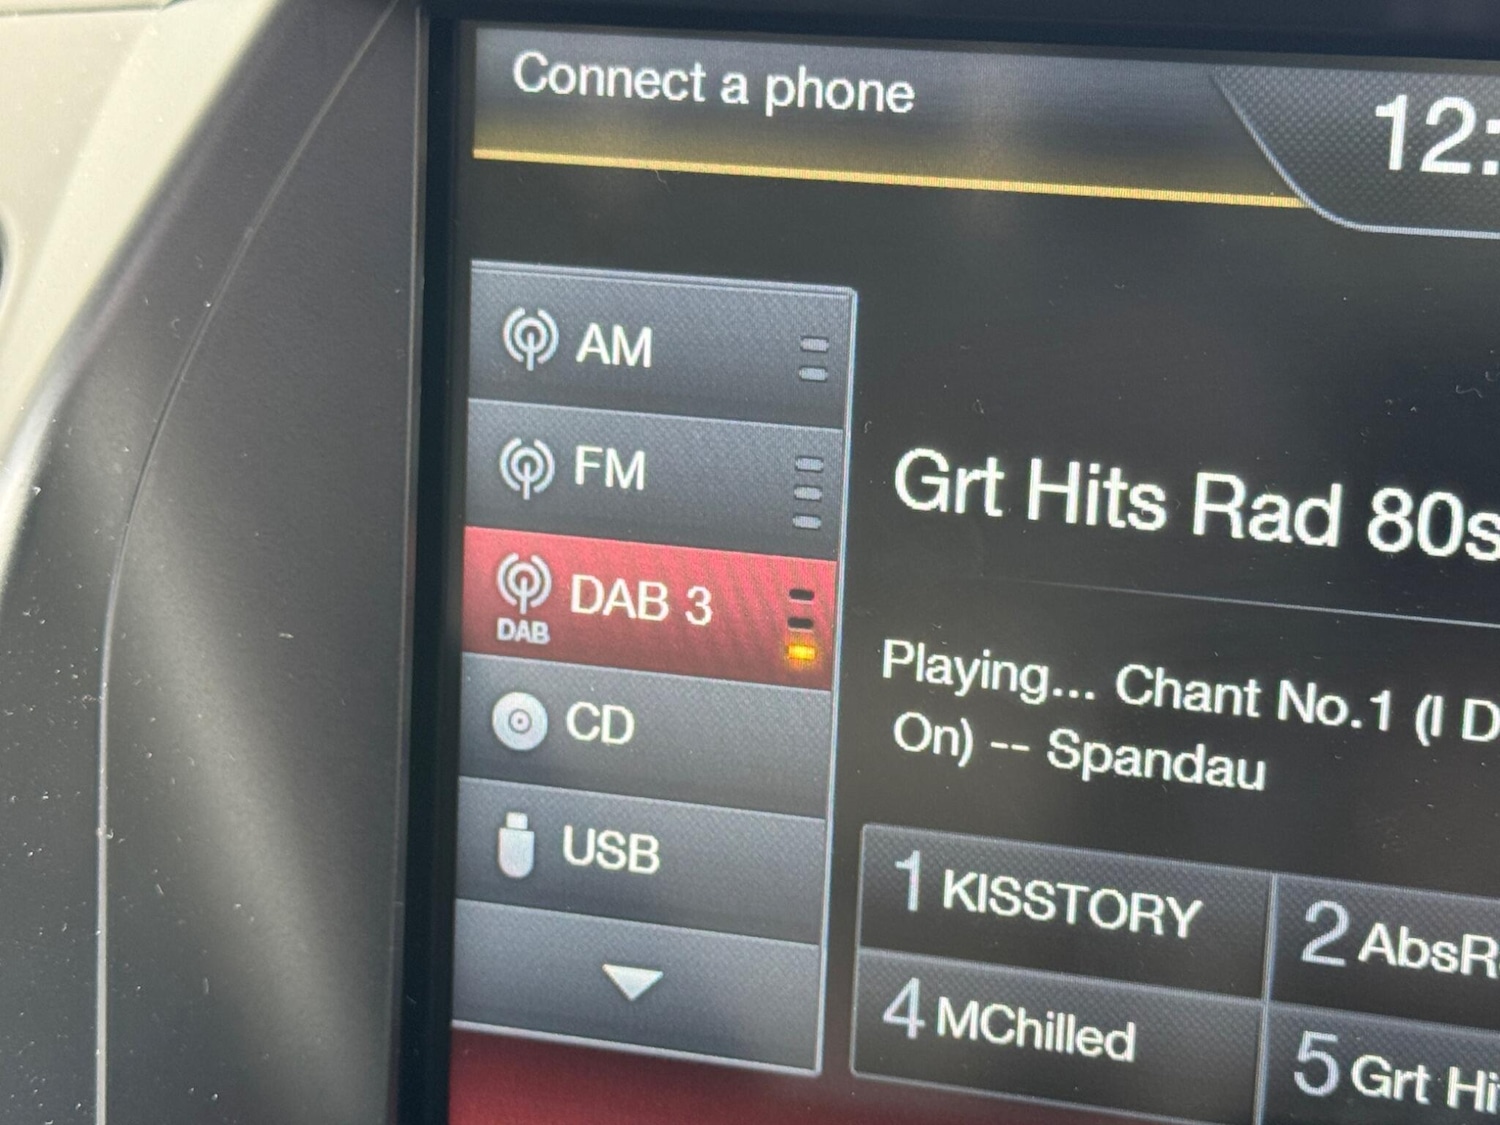 Connect a phone
12:
AM
FM
DAB 3
DAB
CD
USB
Grt Hits Rad 80s
Playing... Chant No.1 (I D
On) -- Spandau
1 KISSTORY
2 AbsR
4 MChilled
5 Grt Hi